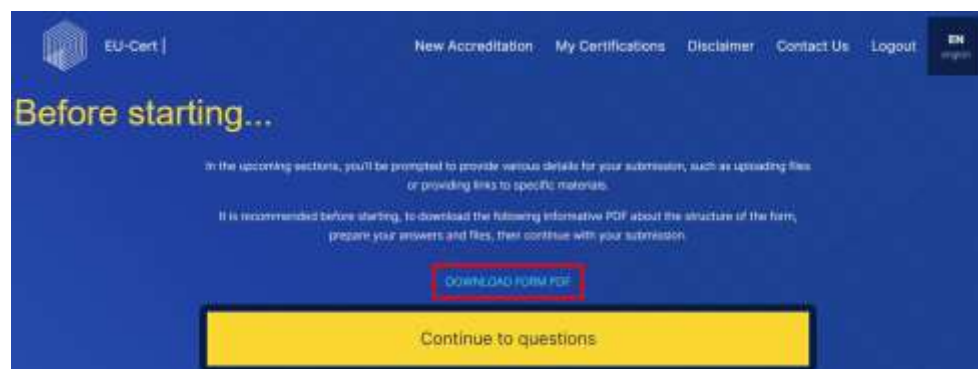 EU-Cert |
New Accreditation My Certifications Disclaimer Contact Us Logout
EN
english
Before starting...
In the upcoming sections, you'll be prompted to provide various details for your submission, such as uploading files
or providing links to specific materials.
It is recommended before starting, to download the following informative PDF about the structure of the form,
prepare your answers and files, then continue with your submission.
DOWNLOAD FORM PDF
Continue to questions